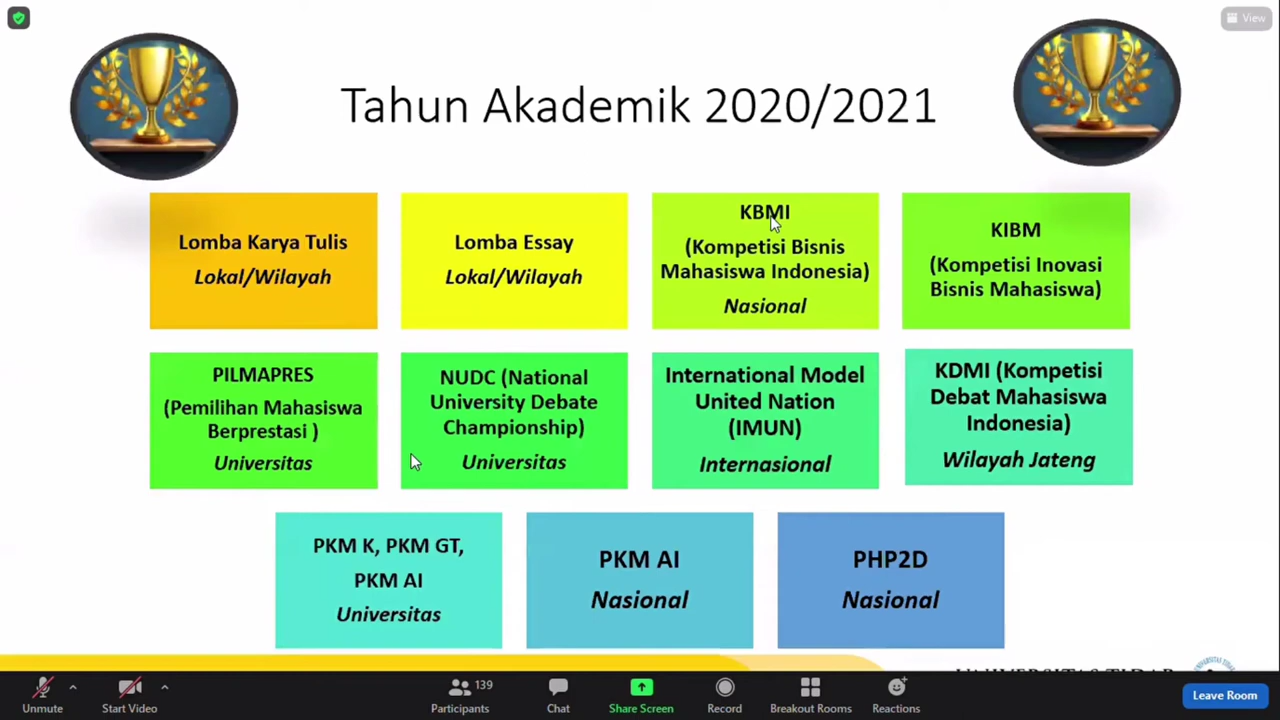 View
Tahun Akademik 2020/2021
Lomba Karya Tulis
Lokal/Wilayah
Lomba Essay
Lokal/Wilayah
KBMI
(Kompetisi Bisnis
Mahasiswa Indonesia)
Nasional
KIBM
(Kompetisi Inovasi
Bisnis Mahasiswa)
PILMAPRES
(Pemilihan Mahasiswa
Berprestasi )
Universitas
NUDC (National
University Debate
Championship)
Universitas
International Model
United Nation
(IMUN)
Internasional
KDMI (Kompetisi
Debat Mahasiswa
Indonesia)
Wilayah Jateng
PKM K, PKM GT,
PKM AI
Universitas
PKM AI
Nasional
PHP2D
Nasional
UNIVERSITAS TIDAR
Unmute
Start Video
139
Participants
Chat
Share Screen
Record
Breakout Rooms
Reactions
Leave Room